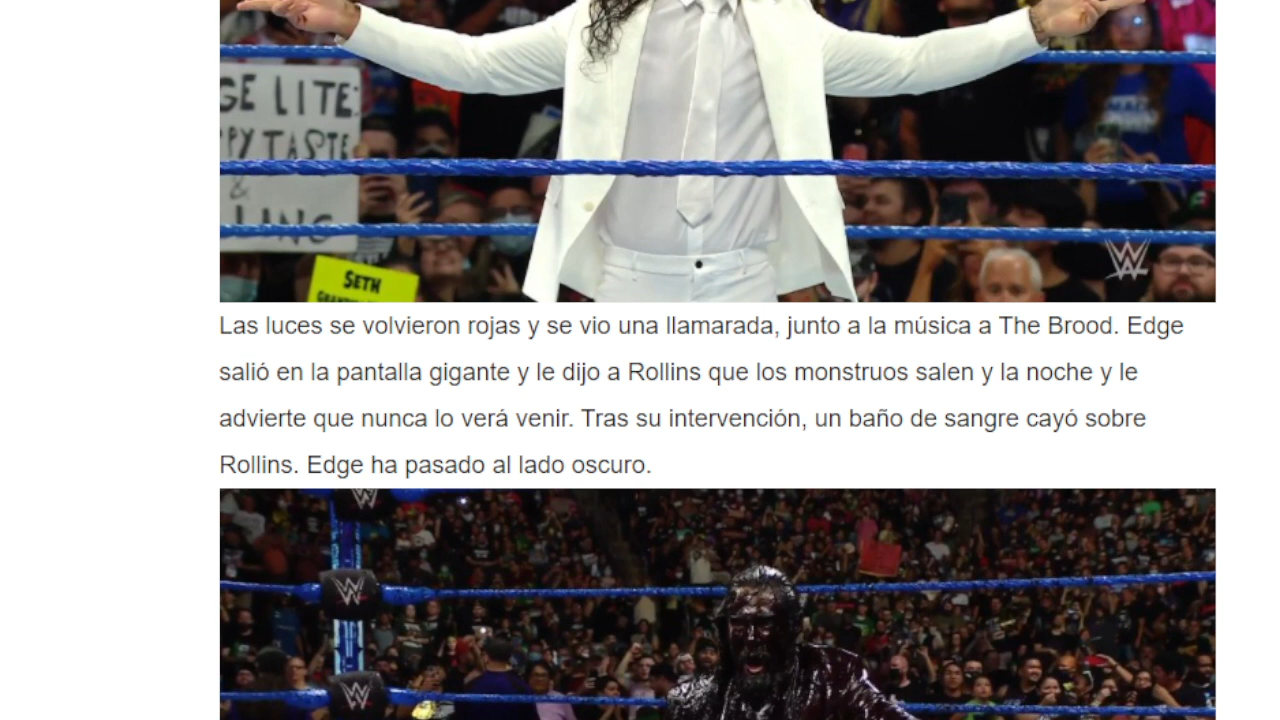 GE LITE:
PPY TASTE
&
LING
SETH
Las luces se volvieron rojas y se vio una llamarada, junto a la música a The Brood. Edge
salió en la pantalla gigante y le dijo a Rollins que los monstruos salen y la noche y le
advierte que nunca lo verá venir. Tras su intervención, un baño de sangre cayó sobre
Rollins. Edge ha pasado al lado oscuro.